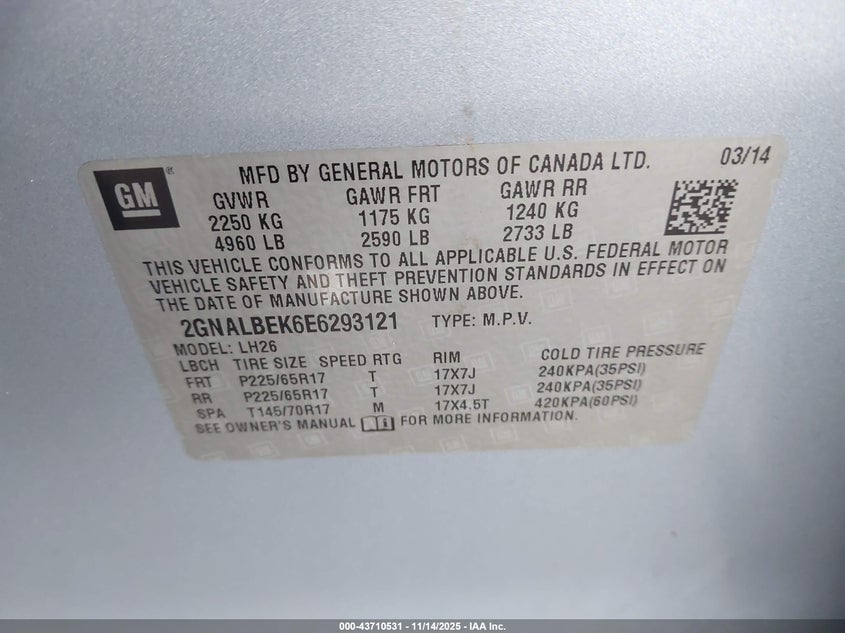 GM ®
MFD BY GENERAL MOTORS OF CANADA LTD. 03/14
GVWR GAWR FRT GAWR RR
2250 KG 1175 KG 1240 KG
4960 LB 2590 LB 2733 LB
THIS VEHICLE CONFORMS TO ALL APPLICABLE U.S. FEDERAL MOTOR
VEHICLE SAFETY AND THEFT PREVENTION STANDARDS IN EFFECT ON
THE DATE OF MANUFACTURE SHOWN ABOVE.
2GNALBEK6E6293121 TYPE: M.P.V.
MODEL: LH26
LBCH TIRE SIZE SPEED RTG RIM COLD TIRE PRESSURE
FRT P225/65R17 T 17X7J 240KPA(35PSI)
RR P225/65R17 T 17X7J 240KPA(35PSI)
SPA T145/70R17 M 17X4.5T 420KPA(60PSI)
SEE OWNER'S MANUAL FOR MORE INFORMATION.
000-43710531 - 11/14/2025 - IAA Inc.